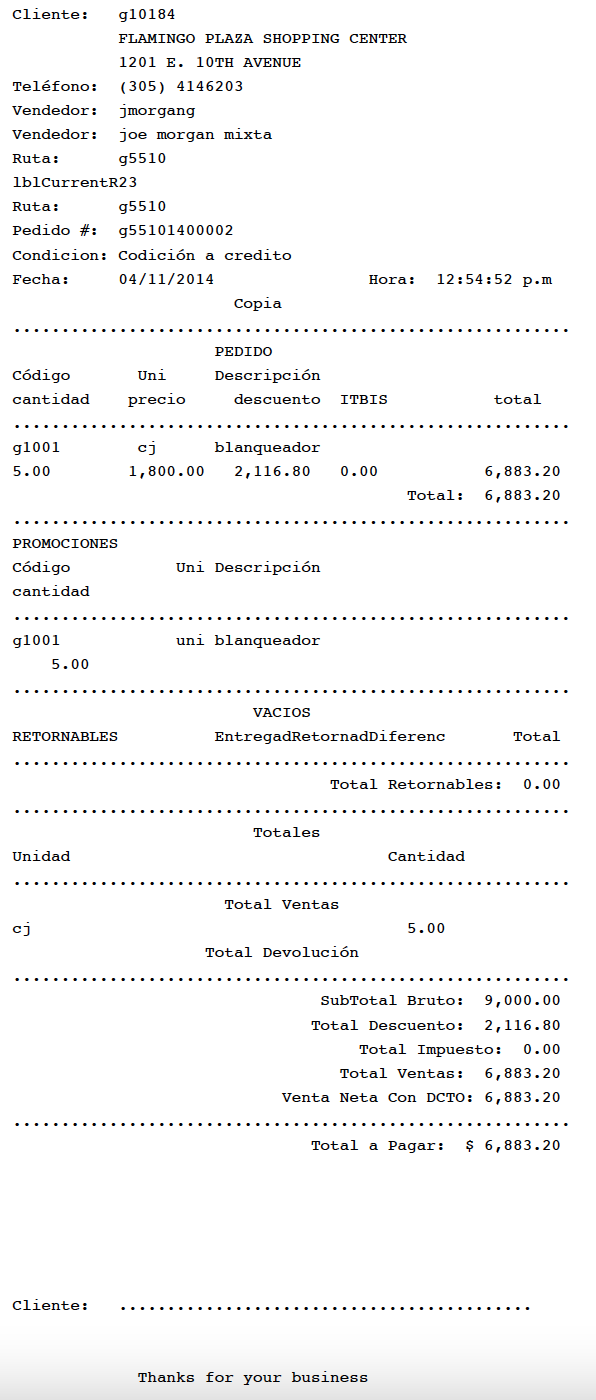 Cliente: g10184
FLAMINGO PLAZA SHOPPING CENTER
1201 E. 10TH AVENUE
Teléfono: (305) 4146203
Vendedor: jmorgang
Vendedor: joe morgan mixta
Ruta: g5510
lblCurrentR23
Ruta: g5510
Pedido #: g55101400002
Condicion: Codición a credito
Fecha: 04/11/2014 Hora: 12:54:52 p.m
Copia
..........................................................
PEDIDO
Código Uni Descripción
cantidad precio descuento ITBIS total
..........................................................
g1001 cj blanqueador
5.00 1,800.00 2,116.80 0.00 6,883.20
Total: 6,883.20
..........................................................
PROMOCIONES
Código Uni Descripción
cantidad
..........................................................
g1001 uni blanqueador
5.00
..........................................................
VACIOS
RETORNABLES EntregadRetornadDiferenc Total
..........................................................
Total Retornables: 0.00
..........................................................
Totales
Unidad Cantidad
..........................................................
Total Ventas
cj 5.00
Total Devolución
..........................................................
SubTotal Bruto: 9,000.00
Total Descuento: 2,116.80
Total Impuesto: 0.00
Total Ventas: 6,883.20
Venta Neta Con DCTO: 6,883.20
..........................................................
Total a Pagar: $ 6,883.20
Cliente: ...........................................
Thanks for your business